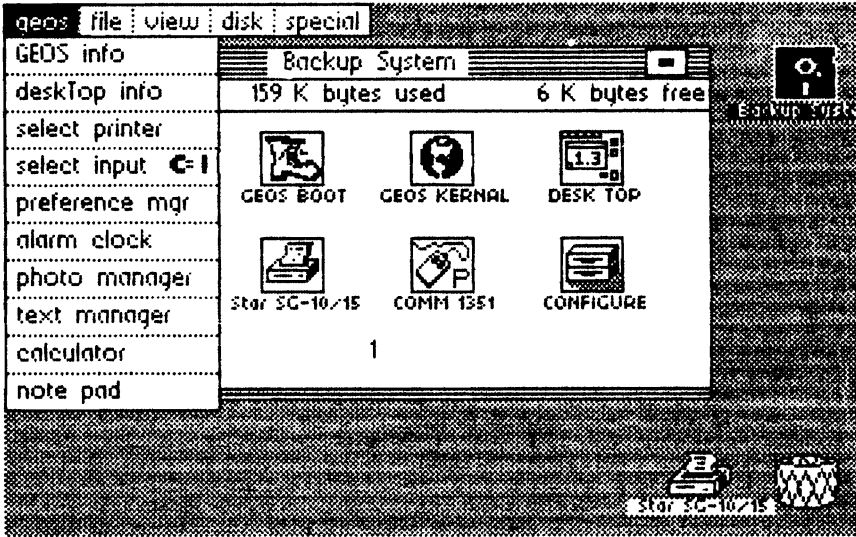 geos file view disk special
GEOS info
deskTop info
select printer
select input C= I
preference mgr
alarm clock
photo manager
text manager
calculator
note pad
Backup System
159 K bytes used 6 K bytes free
1.3
GEOS BOOT GEOS KERNAL DESK TOP
P
Star SG-10/15 COMM 1351 CONFIGURE
1
Backup Syste
Star SG-10/15